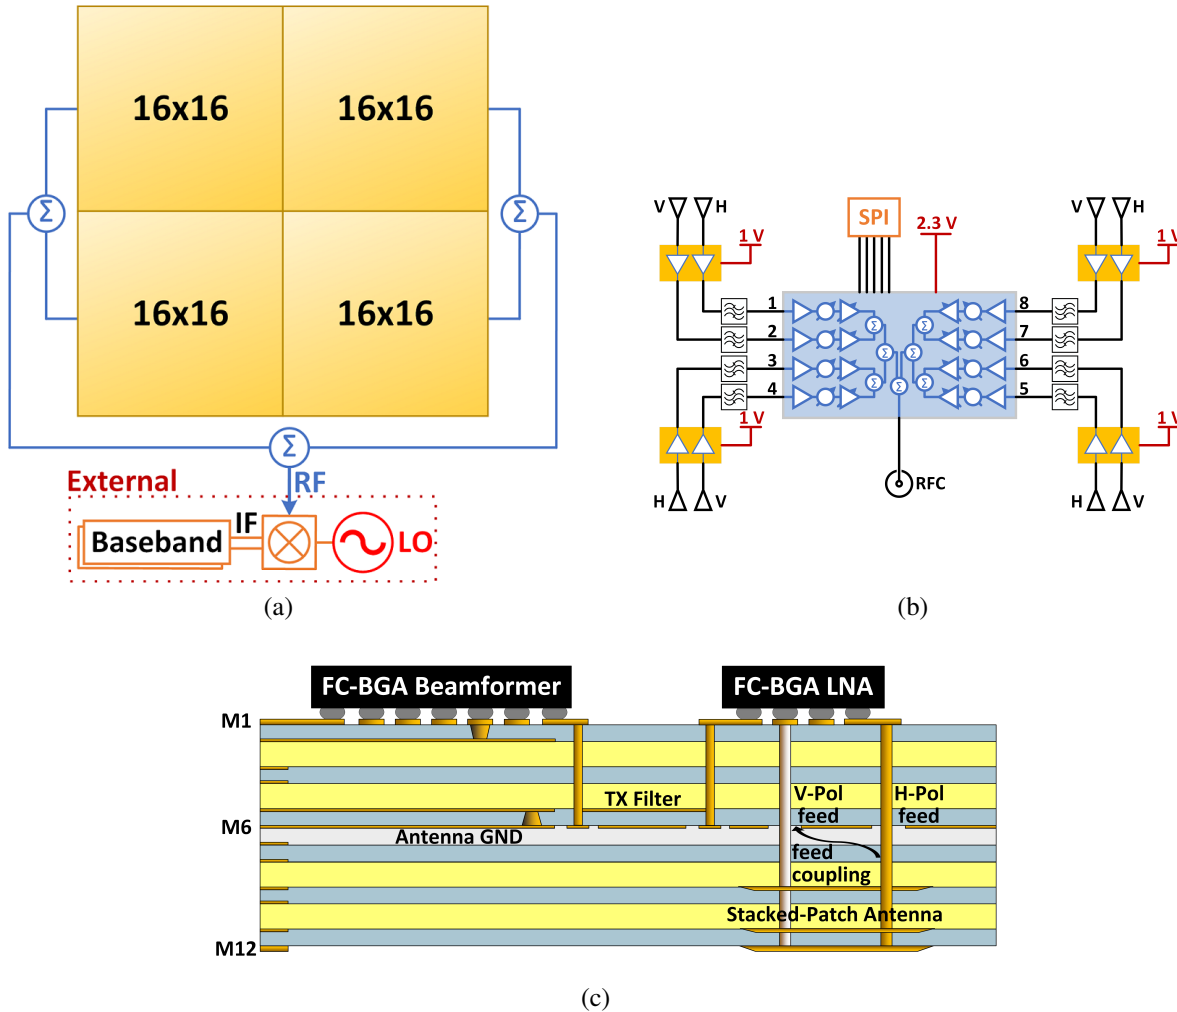 16x16 16x16
Σ Σ
16x16 16x16
Σ
External RF
IF
Baseband LO
(a)
V H SPI 2.3 V V H
1 V 1 V
1 8
2 Σ Σ 7
Σ Σ
3 6
Σ Σ Σ
4 5
1 V 1 V
RFC
H V H V
(b)
FC-BGA Beamformer FC-BGA LNA
M1
TX Filter V-Pol feed H-Pol feed
M6
Antenna GND
feed coupling
Stacked-Patch Antenna
M12
(c)